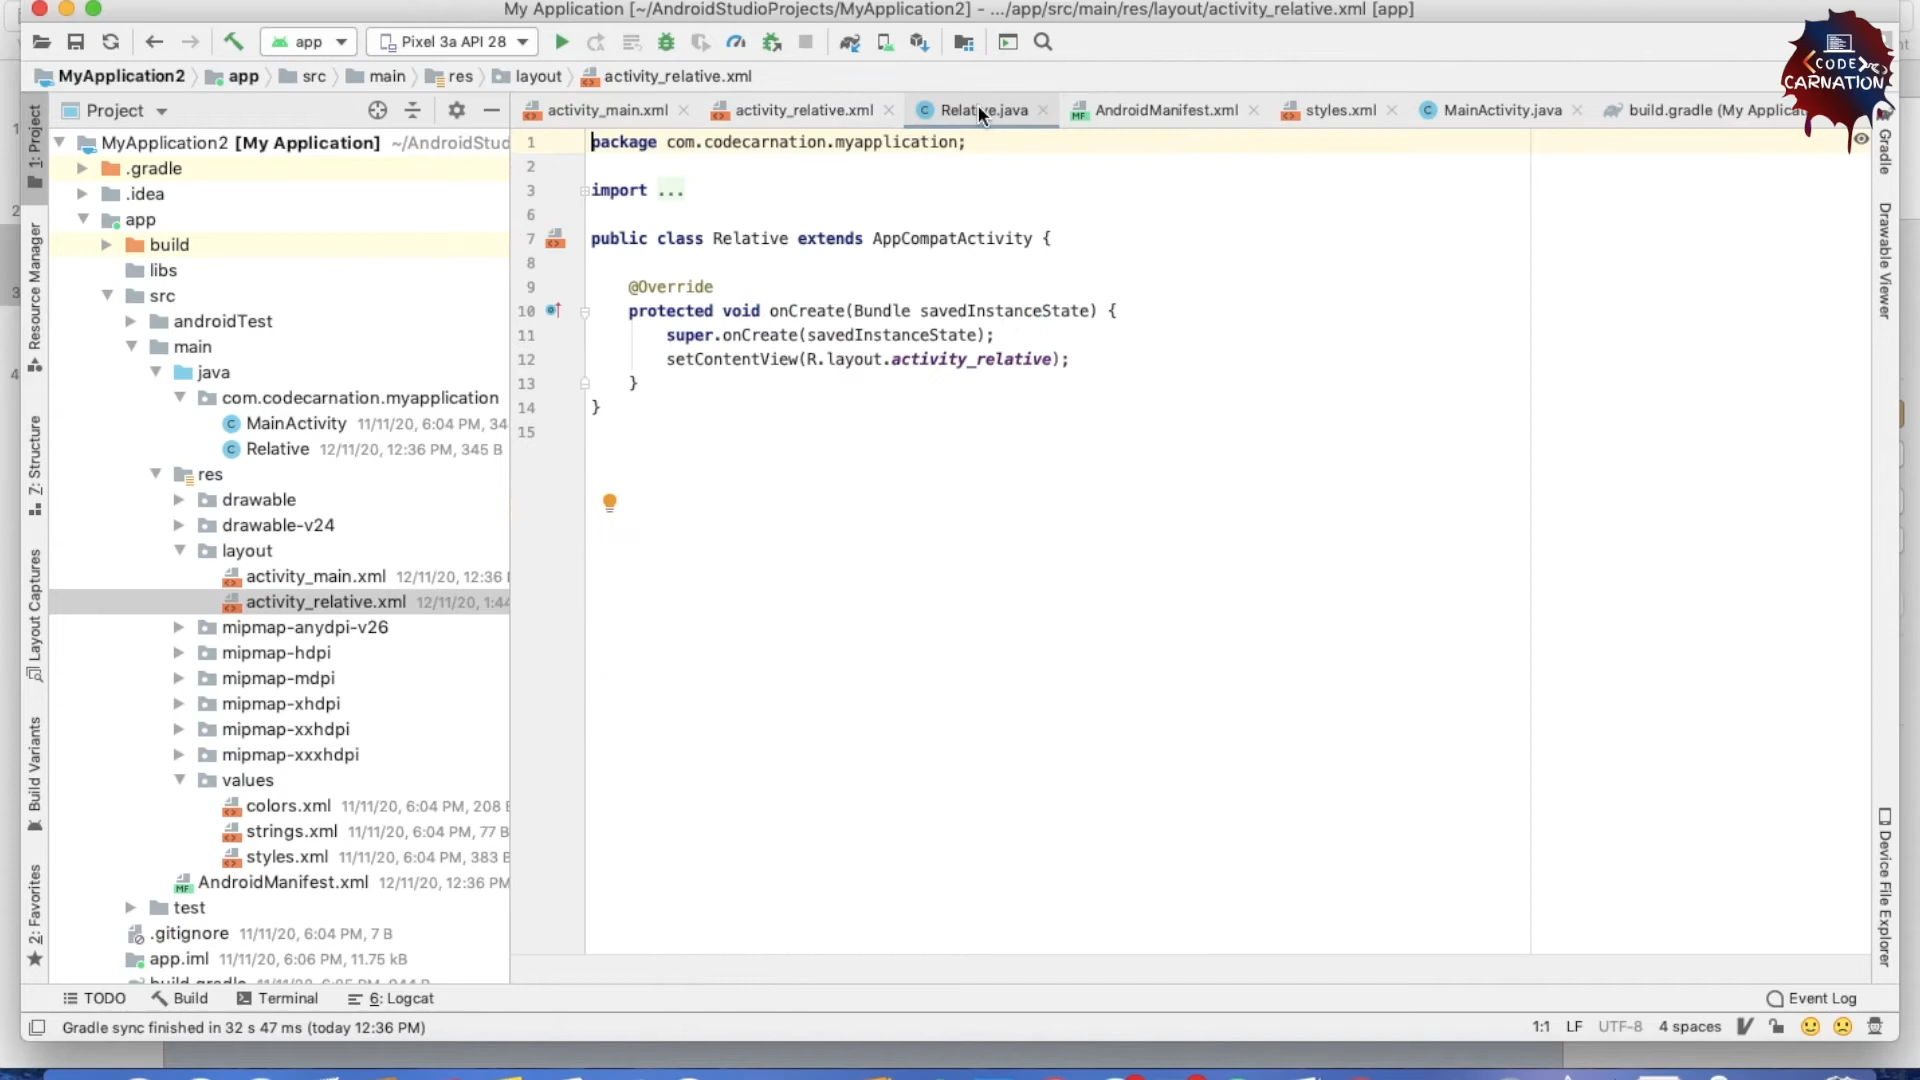 My Application [~/AndroidStudioProjects/MyApplication2] - .../app/src/main/res/layout/activity_relative.xml [app]
app
Pixel 3a API 28
CODE
CARNATION
MyApplication2
app
src
main
res
layout
activity_relative.xml
Project
activity_main.xml
activity_relative.xml
Relative.java
AndroidManifest.xml
styles.xml
MainActivity.java
build.gradle (My Applicat
1: Project
Resource Manager
Z: Structure
Layout Captures
Build Variants
2: Favorites
MyApplication2 [My Application] ~/AndroidStud
.gradle
.idea
app
build
libs
src
androidTest
main
java
com.codecarnation.myapplication
MainActivity 11/11/20, 6:04 PM, 34
Relative 12/11/20, 12:36 PM, 345 B
res
drawable
drawable-v24
layout
activity_main.xml 12/11/20, 12:36
activity_relative.xml 12/11/20, 1:44
mipmap-anydpi-v26
mipmap-hdpi
mipmap-mdpi
mipmap-xhdpi
mipmap-xxhdpi
mipmap-xxxhdpi
values
colors.xml 11/11/20, 6:04 PM, 208 B
strings.xml 11/11/20, 6:04 PM, 77 B
styles.xml 11/11/20, 6:04 PM, 383 B
AndroidManifest.xml 12/11/20, 12:36 PM,
test
.gitignore 11/11/20, 6:04 PM, 7 B
app.iml 11/11/20, 6:06 PM, 11.75 kB
1 package com.codecarnation.myapplication;
2
3 import ...
6
7 public class Relative extends AppCompatActivity {
8
9 @Override
10 protected void onCreate(Bundle savedInstanceState) {
11 super.onCreate(savedInstanceState);
12 setContentView(R.layout.activity_relative);
13 }
14 }
15
Gradle
Drawable Viewer
Device File Explorer
TODO
Build
Terminal
6: Logcat
Event Log
Gradle sync finished in 32 s 47 ms (today 12:36 PM)
1:1 LF UTF-8 4 spaces